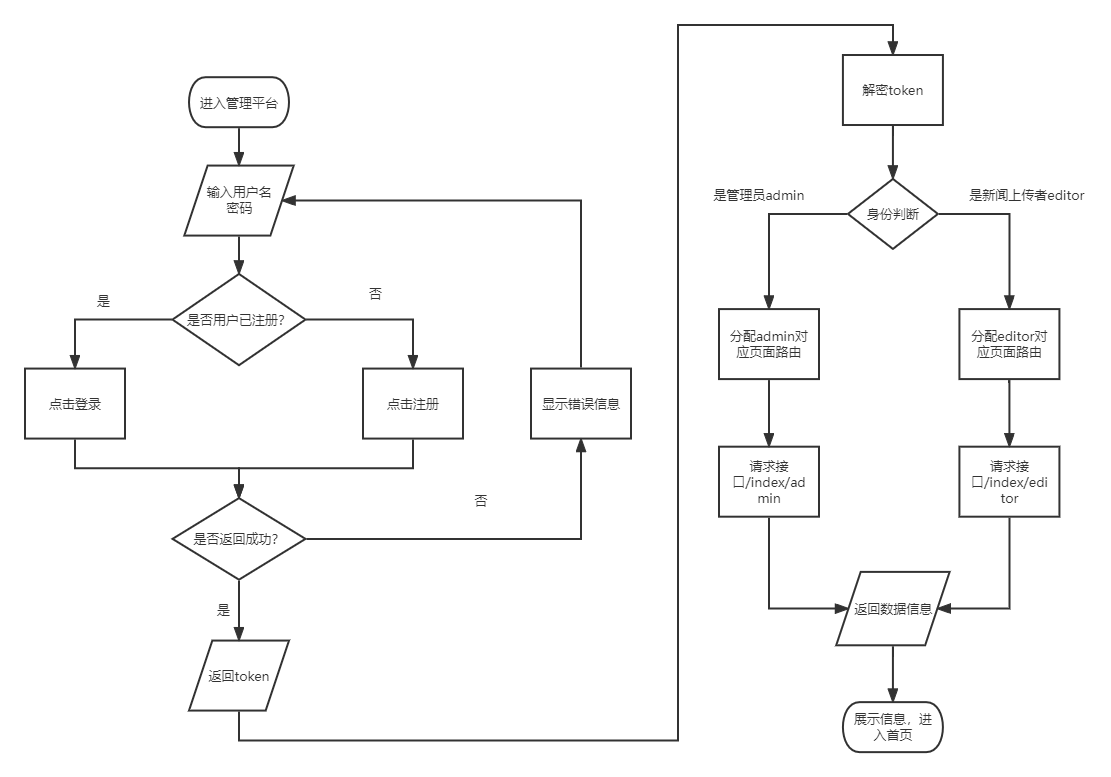 进入管理平台
输入用户名
密码
是否用户已注册?
是
否
点击登录
点击注册
显示错误信息
是否返回成功?
否
是
返回token
解密token
身份判断
是管理员admin
是新闻上传者editor
分配admin对
应页面路由
分配editor对
应页面路由
请求接
口/index/ad
min
请求接
口/index/edi
tor
返回数据信息
展示信息，进
入首页